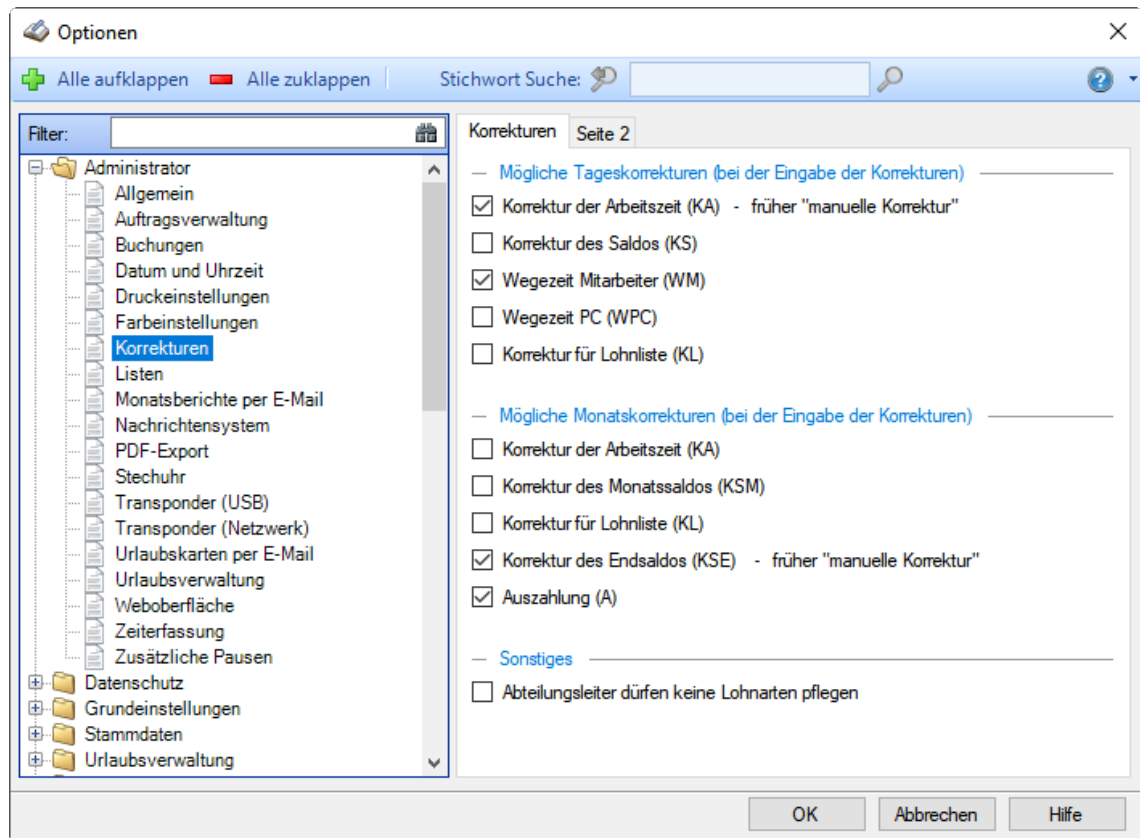 Optionen
Alle aufklappen Alle zuklappen Stichwort Suche:
Filter:
Administrator
Allgemein
Auftragsverwaltung
Buchungen
Datum und Uhrzeit
Druckeinstellungen
Farbeinstellungen
Korrekturen
Listen
Monatsberichte per E-Mail
Nachrichtensystem
PDF-Export
Stechuhr
Transponder (USB)
Transponder (Netzwerk)
Urlaubskarten per E-Mail
Urlaubsverwaltung
Weboberfläche
Zeiterfassung
Zusätzliche Pausen
Datenschutz
Grundeinstellungen
Stammdaten
Urlaubsverwaltung
Korrekturen Seite 2
Mögliche Tageskorrekturen (bei der Eingabe der Korrekturen)
Korrektur der Arbeitszeit (KA) - früher "manuelle Korrektur"
Korrektur des Saldos (KS)
Wegezeit Mitarbeiter (WM)
Wegezeit PC (WPC)
Korrektur für Lohnliste (KL)
Mögliche Monatskorrekturen (bei der Eingabe der Korrekturen)
Korrektur der Arbeitszeit (KA)
Korrektur des Monatssaldos (KSM)
Korrektur für Lohnliste (KL)
Korrektur des Endsaldos (KSE) - früher "manuelle Korrektur"
Auszahlung (A)
Sonstiges
Abteilungsleiter dürfen keine Lohnarten pflegen
OK Abbrechen Hilfe